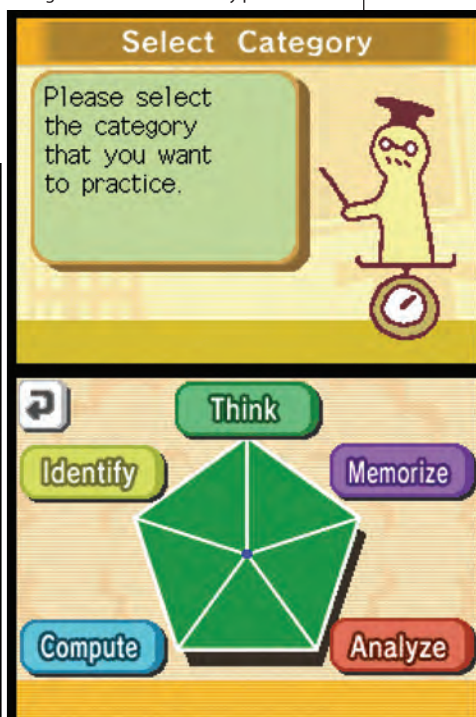 Select Category
Please select
the category
that you want
to practice.
Think
Identify
Memorize
Compute
Analyze